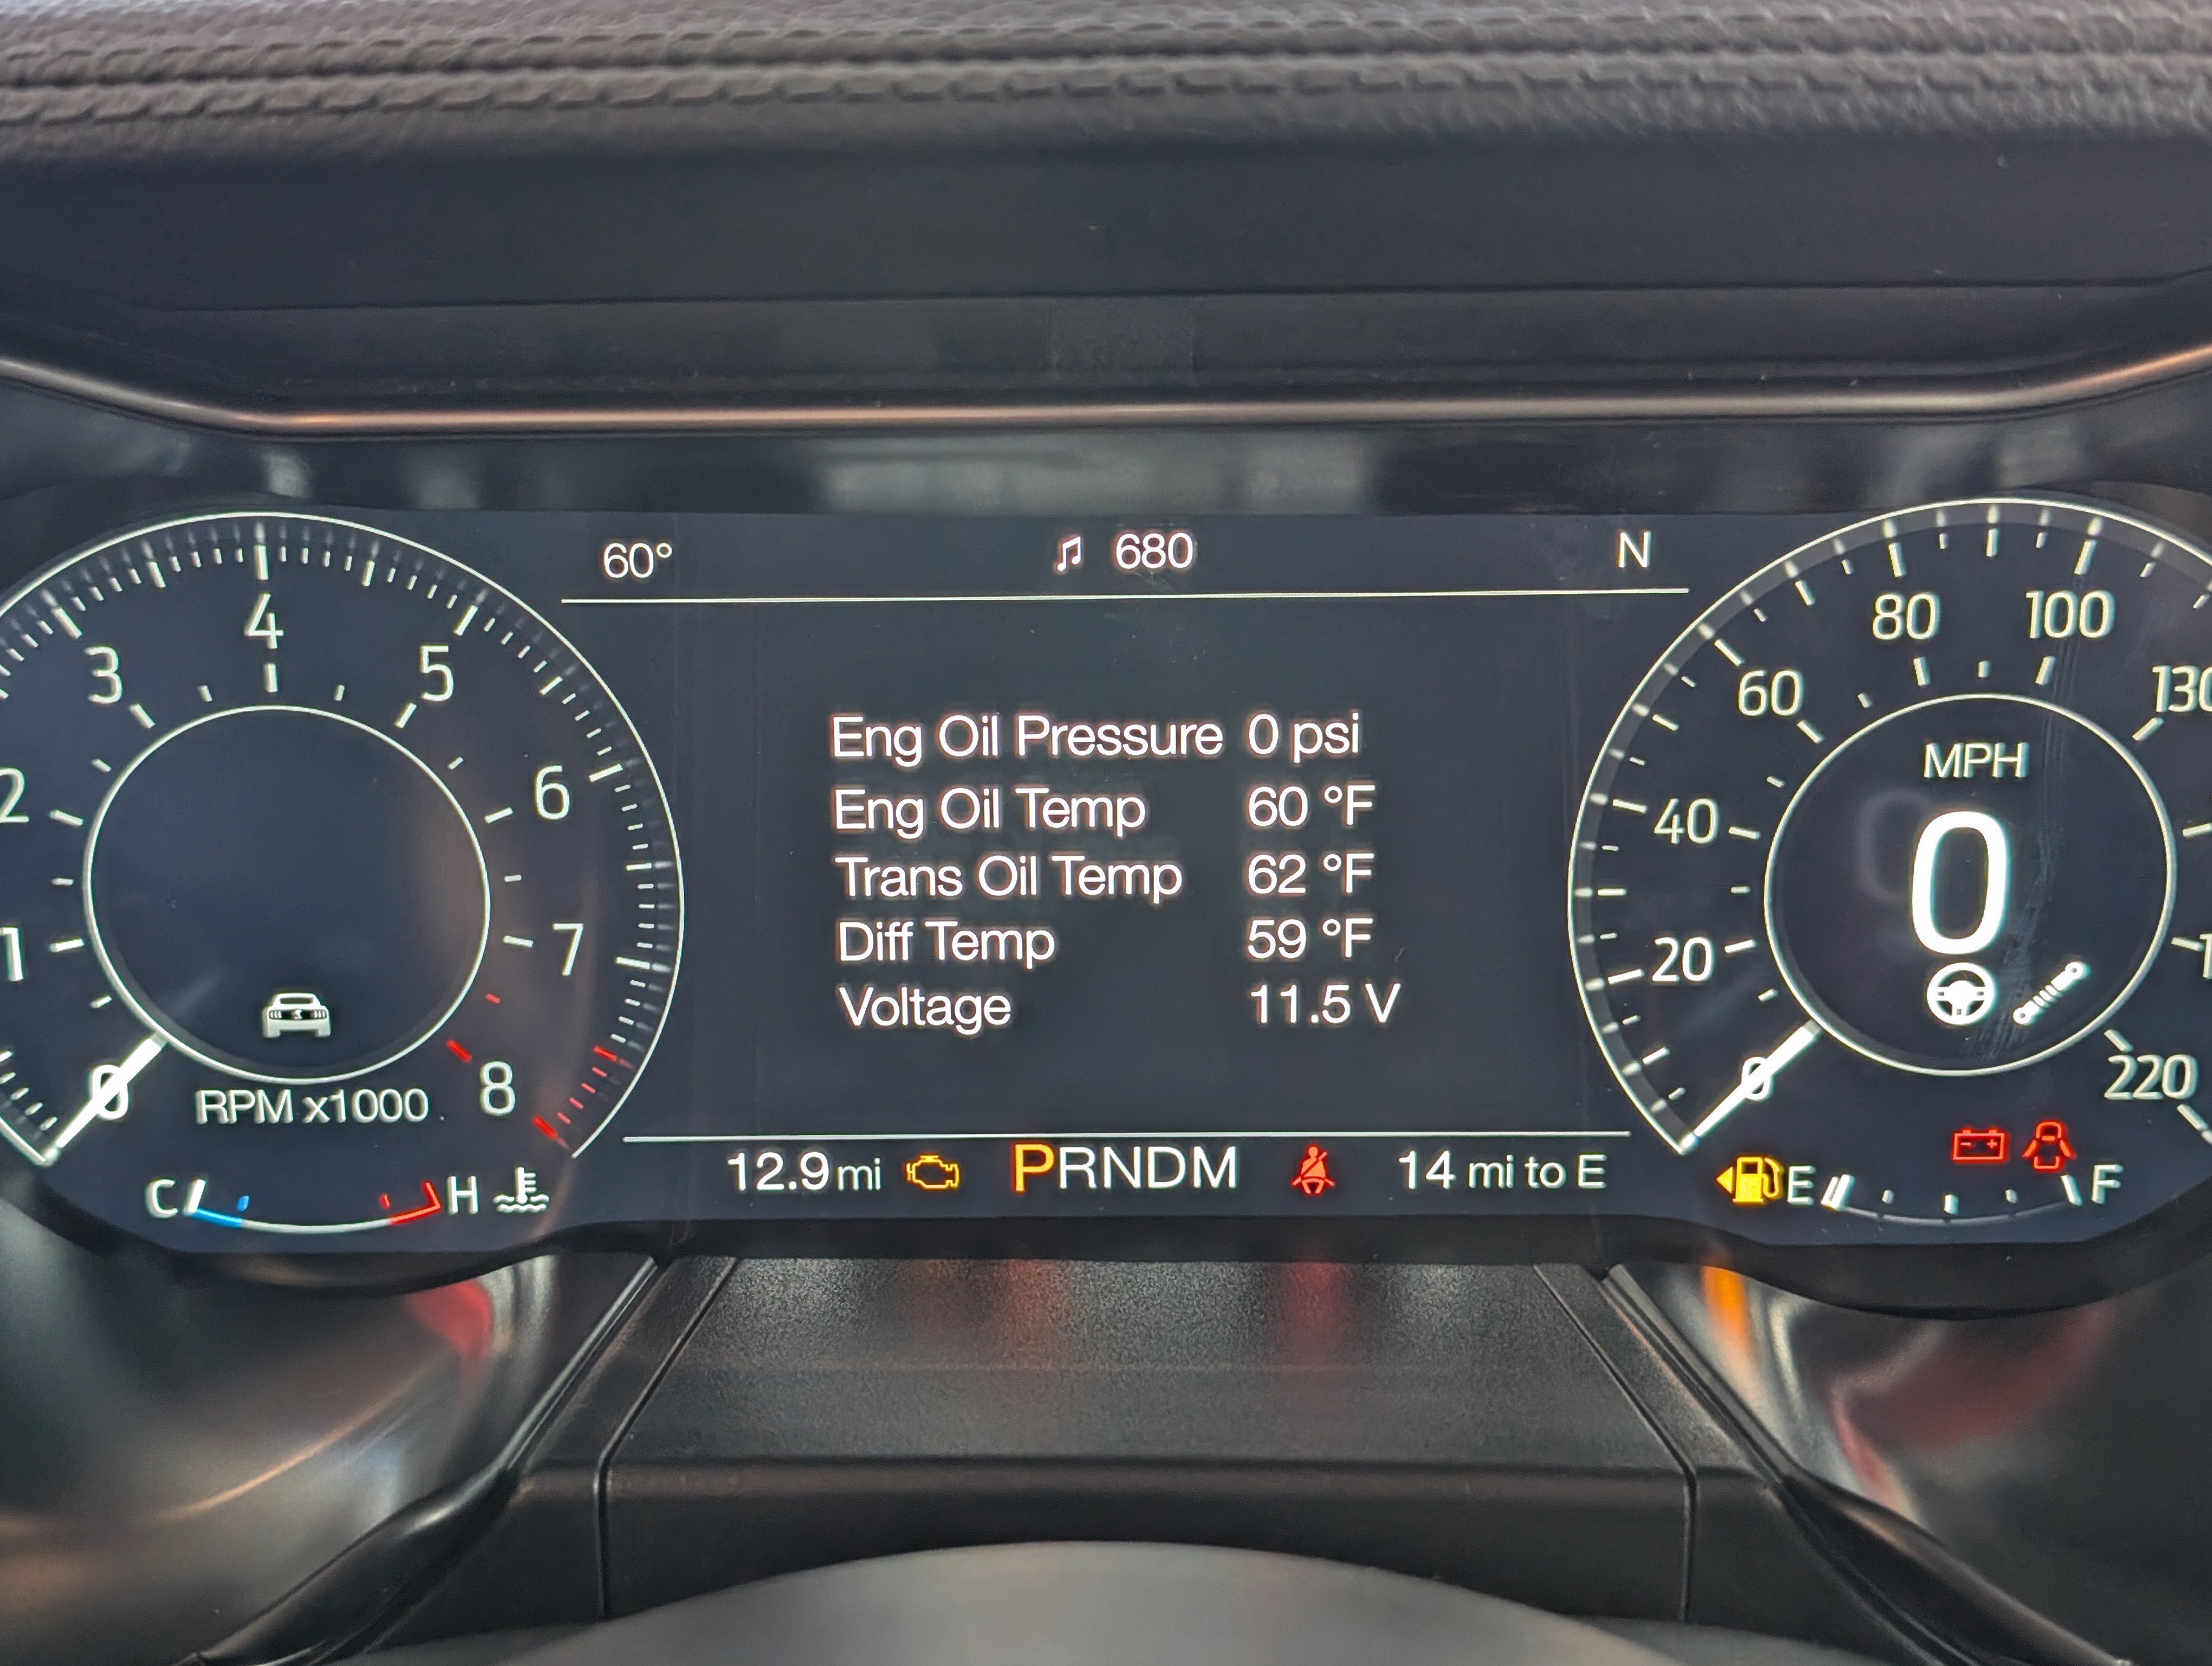 60° 680 N
1 2 3 4 5 6 7 8
0
RPM x1000
C H
Eng Oil Pressure 0 psi
Eng Oil Temp 60 °F
Trans Oil Temp 62 °F
Diff Temp 59 °F
Voltage 11.5 V
12.9 mi PRNDM 14 mi to E
0 20 40 60 80 100 130
220
MPH
0
E F